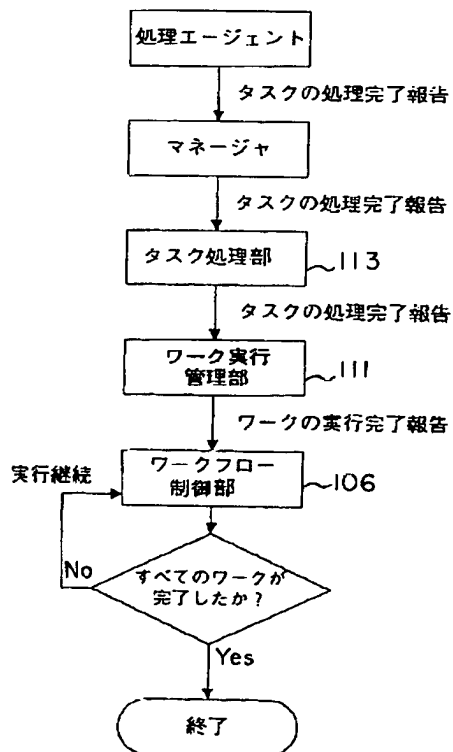 処理エージェント
タスクの処理完了報告
マネージャ
タスクの処理完了報告
タスク処理部
113
タスクの処理完了報告
ワーク実行
管理部
111
ワークの実行完了報告
実行継続
ワークフロー
制御部
106
No
すべてのワークが
完了したか?
Yes
終了